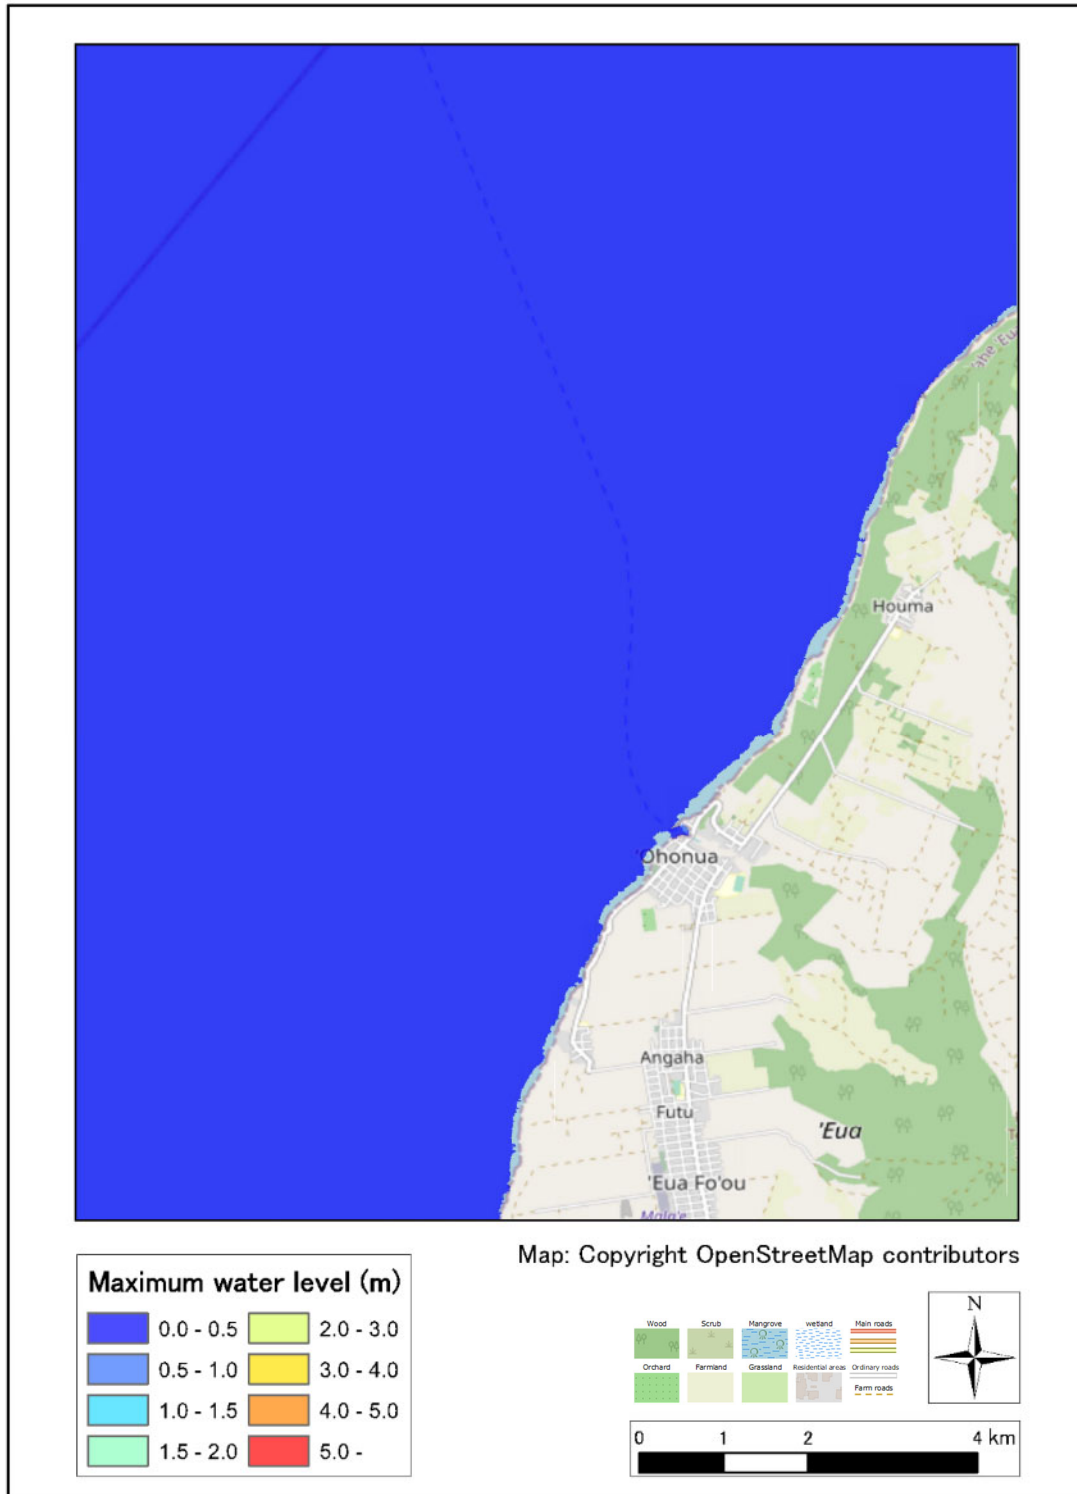 'ahe 'Eu
Houma
'Ohonua
Angaha
Futu
'Eua
'Eua Fo'ou
Mala'e
Map: Copyright OpenStreetMap contributors
Maximum water level (m)
0.0 - 0.5
2.0 - 3.0
0.5 - 1.0
3.0 - 4.0
1.0 - 1.5
4.0 - 5.0
1.5 - 2.0
5.0 -
Wood Scrub Mangrove wetland Main roads
Orchard Farmland Grassland Residential areas Ordinary roads
Farm roads
N
0 1 2 4 km